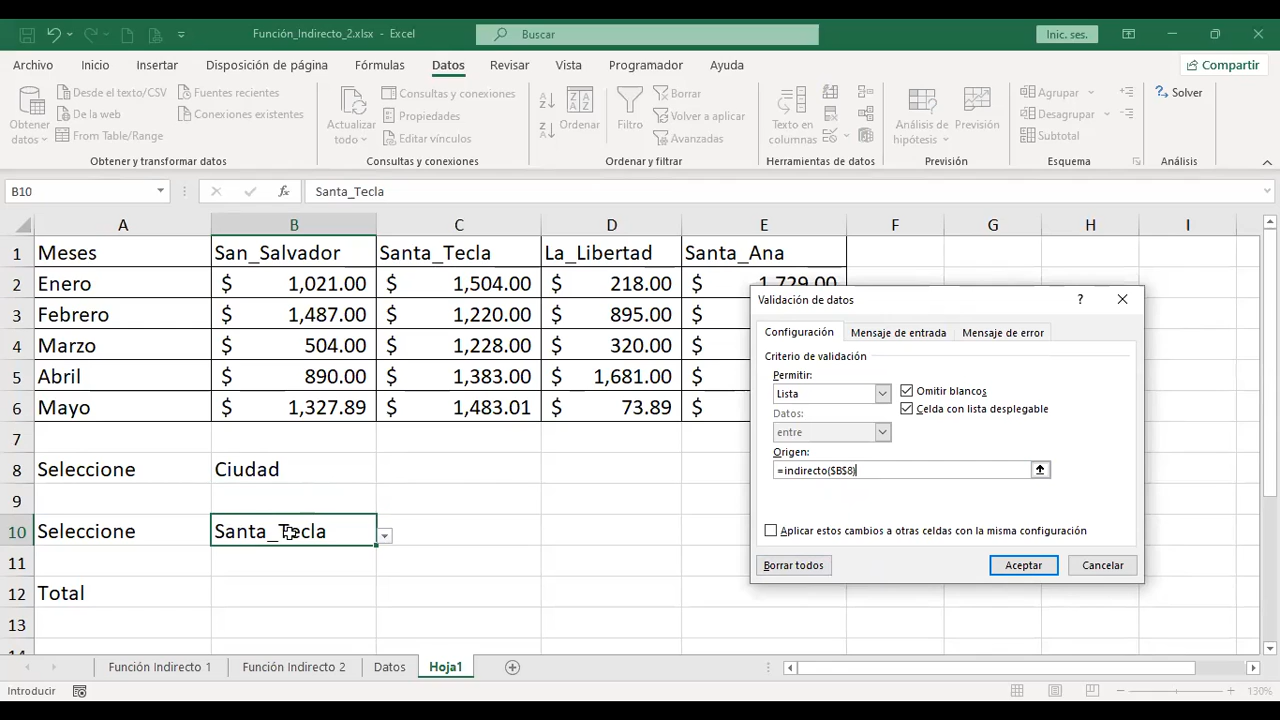 Función_Indirecto_2.xlsx - Excel
Buscar
Inic. ses.
Archivo Inicio Insertar Disposición de página Fórmulas Datos Revisar Vista Programador Ayuda
Compartir
Obtener datos
Desde el texto/CSV
De la web
From Table/Range
Fuentes recientes
Conexiones existentes
Obtener y transformar datos
Actualizar todo
Consultas y conexiones
Propiedades
Editar vínculos
Consultas y conexiones
Ordenar
Filtro
Borrar
Volver a aplicar
Avanzadas
Ordenar y filtrar
Texto en columnas
Herramientas de datos
Análisis de hipótesis
Previsión
Previsión
Agrupar
Desagrupar
Subtotal
Esquema
Solver
Análisis
B10 fx Santa_Tecla
A B C D E F G H I
1 Meses San_Salvador Santa_Tecla La_Libertad Santa_Ana
2 Enero $ 1,021.00 $ 1,504.00 $ 218.00 $ 1,729.00
3 Febrero $ 1,487.00 $ 1,220.00 $ 895.00 $
4 Marzo $ 504.00 $ 1,228.00 $ 320.00 $
5 Abril $ 890.00 $ 1,383.00 $ 1,681.00 $
6 Mayo $ 1,327.89 $ 1,483.01 $ 73.89 $
7
8 Seleccione Ciudad
9
10 Seleccione Santa_Tecla
11
12 Total
13
Validación de datos ?
Configuración Mensaje de entrada Mensaje de error
Criterio de validación
Permitir:
Lista
Omitir blancos
Celda con lista desplegable
Datos:
entre
Origen:
=indirecto($B$8)
Aplicar estos cambios a otras celdas con la misma configuración
Borrar todos Aceptar Cancelar
Función Indirecto 1 Función Indirecto 2 Datos Hoja1
Introducir
130%